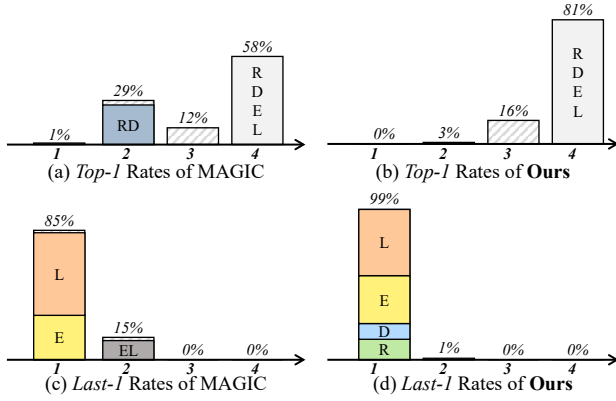 1% 29% 12% 58%
RD
R
D
E
L
1 2 3 4
(a) Top-1 Rates of MAGIC
0% 3% 16% 81%
R
D
E
L
1 2 3 4
(b) Top-1 Rates of Ours
85% 15% 0% 0%
L
E
EL
1 2 3 4
(c) Last-1 Rates of MAGIC
99% 1% 0% 0%
L
E
D
R
1 2 3 4
(d) Last-1 Rates of Ours